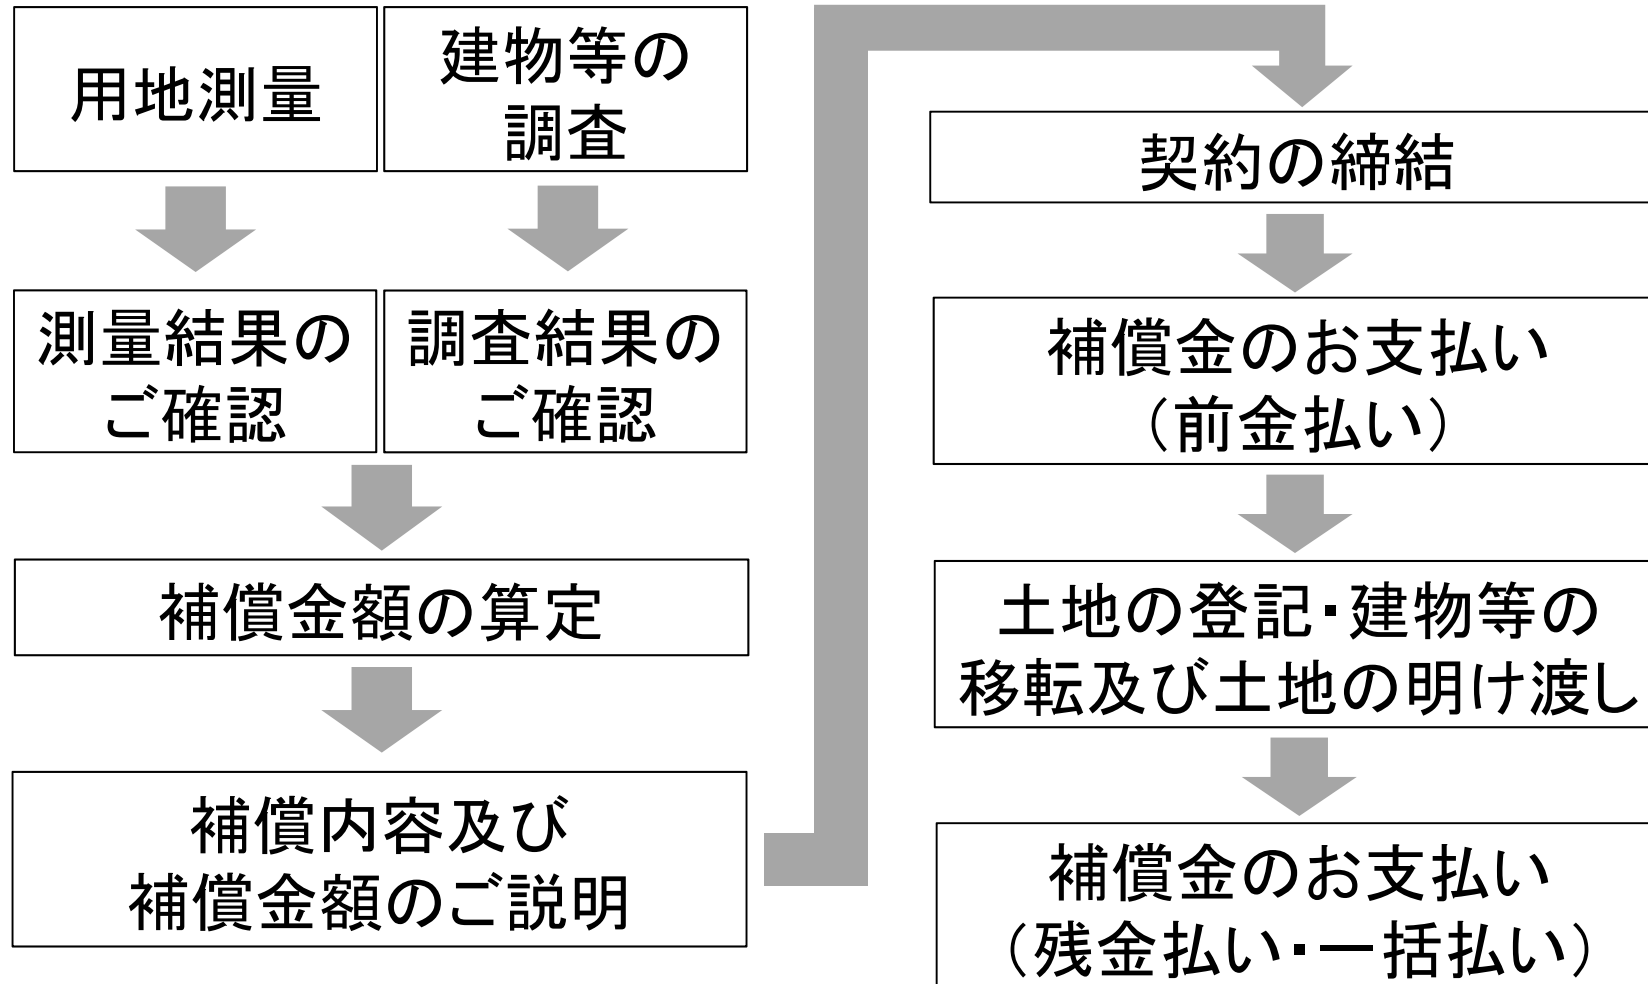 用地測量
建物等の
調査
測量結果の
ご確認
調査結果の
ご確認
補償金額の算定
補償内容及び
補償金額のご説明
契約の締結
補償金のお支払い
（前金払い）
土地の登記・建物等の
移転及び土地の明け渡し
補償金のお支払い
（残金払い・一括払い）